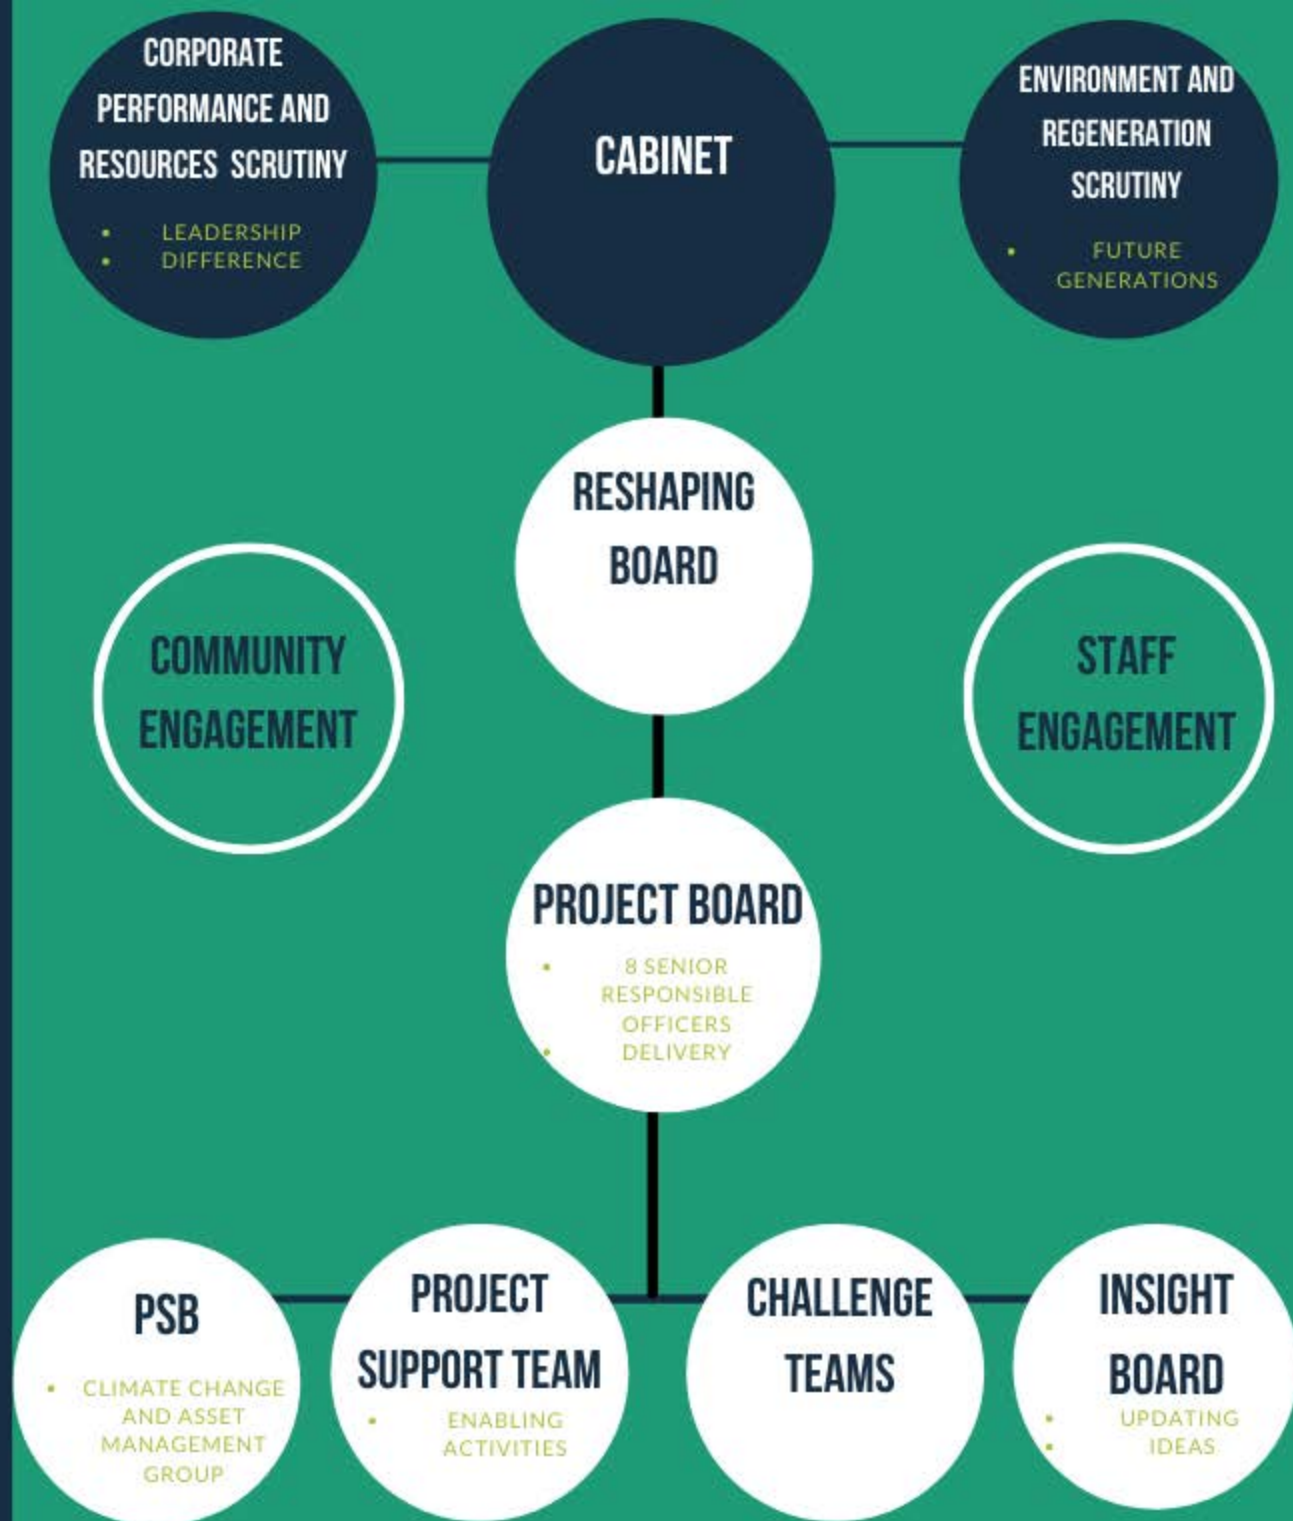 CORPORATE
PERFORMANCE AND
RESOURCES SCRUTINY
• LEADERSHIP
• DIFFERENCE
CABINET
ENVIRONMENT AND
REGENERATION
SCRUTINY
• FUTURE
GENERATIONS
RESHAPING
BOARD
COMMUNITY
ENGAGEMENT
STAFF
ENGAGEMENT
PROJECT BOARD
• 8 SENIOR
RESPONSIBLE
OFFICERS
• DELIVERY
PSB
• CLIMATE CHANGE
AND ASSET
MANAGEMENT
GROUP
PROJECT
SUPPORT TEAM
• ENABLING
ACTIVITIES
CHALLENGE
TEAMS
INSIGHT
BOARD
• UPDATING
• IDEAS